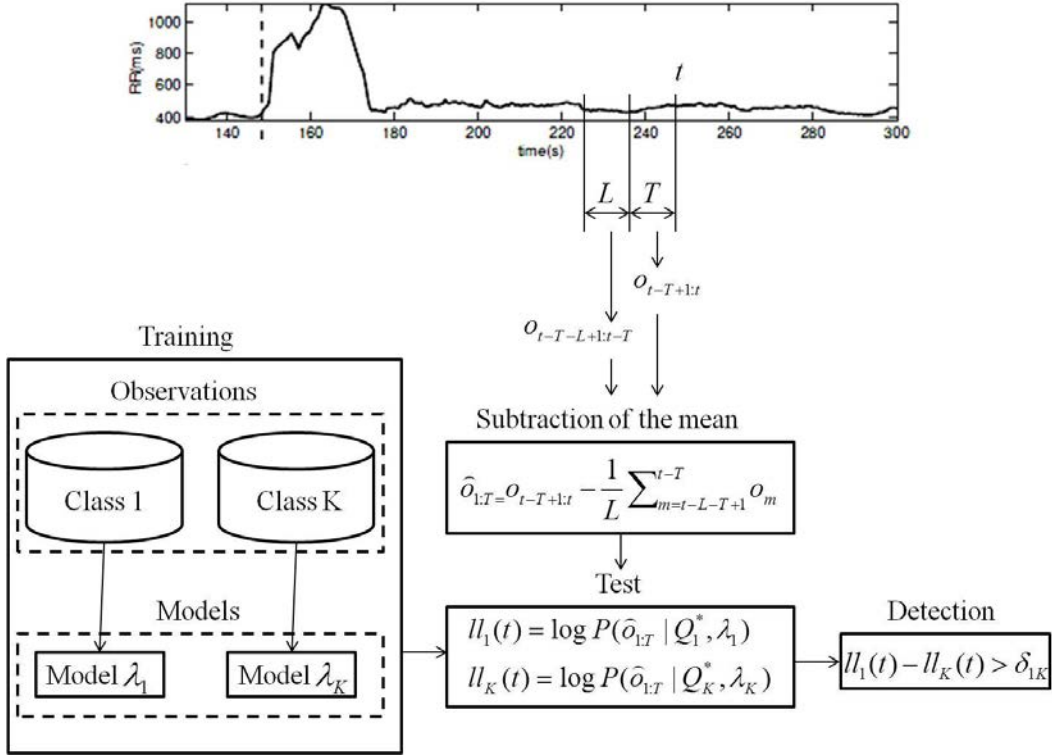 1000
800
600
400
RR(ms)
140 160 180 200 220 240 260 280 300
time(s)
t
L T
o_{t-T+1:t}
o_{t-T-L+1:t-T}
Training
Observations
Class 1 Class K
Models
Model λ_1 Model λ_K
Subtraction of the mean
ô_{1:T=} o_{t-T+1:t} - \frac{1}{L} \sum_{m=t-L-T+1}^{t-T} o_m
Test
ll_1(t) = log P(ô_{1:T} | Q_1^*, λ_1)
ll_K(t) = log P(ô_{1:T} | Q_K^*, λ_K)
Detection
ll_1(t) - ll_K(t) > δ_{1K}